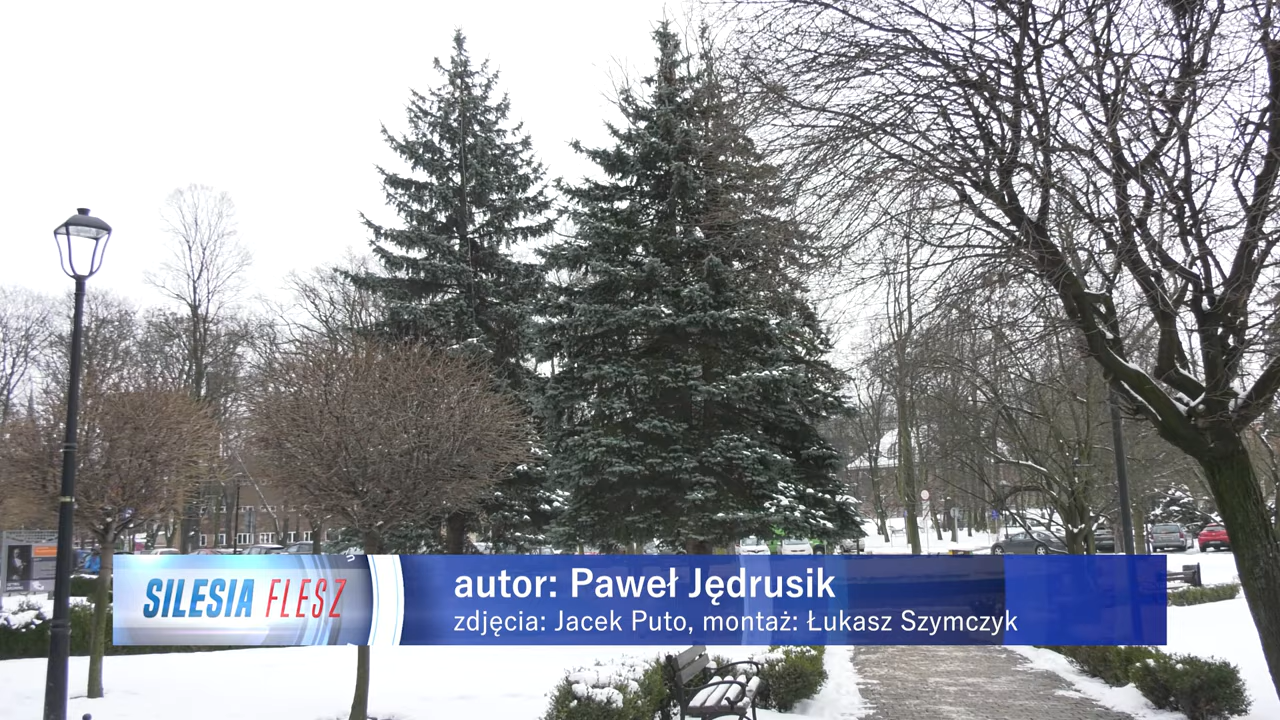 SILESIA FLESZ
autor: Paweł Jędrusik
zdjęcia: Jacek Puto, montaż: Łukasz Szymczyk